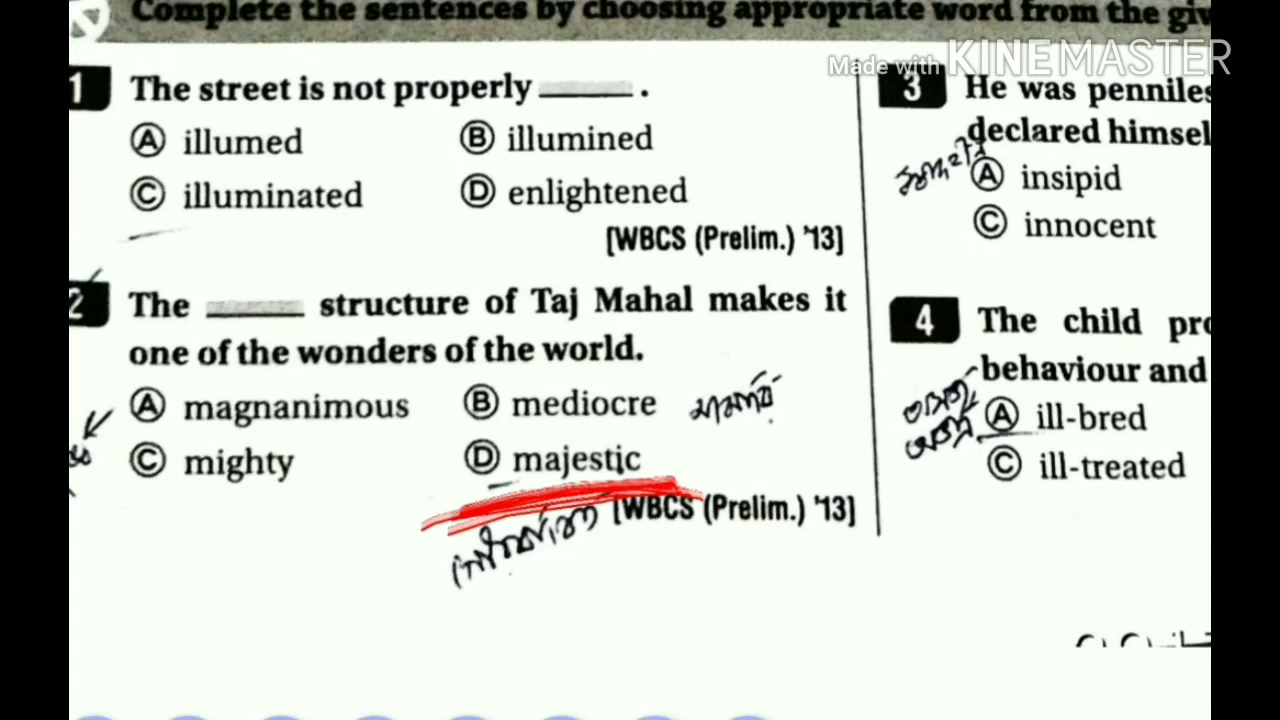 Complete the sentences by choosing appropriate word from the giv
Made with KINEMASTER
1 The street is not properly ______ .
A illumed
B illumined
C illuminated
D enlightened
[WBCS (Prelim.) '13]
2 The ______ structure of Taj Mahal makes it
one of the wonders of the world.
A magnanimous
B mediocre
C mighty
D majestic
[WBCS (Prelim.) '13]
3 He was penniles
declared himsel
A insipid
C innocent
4 The child pro
behaviour and
A ill-bred
C ill-treated